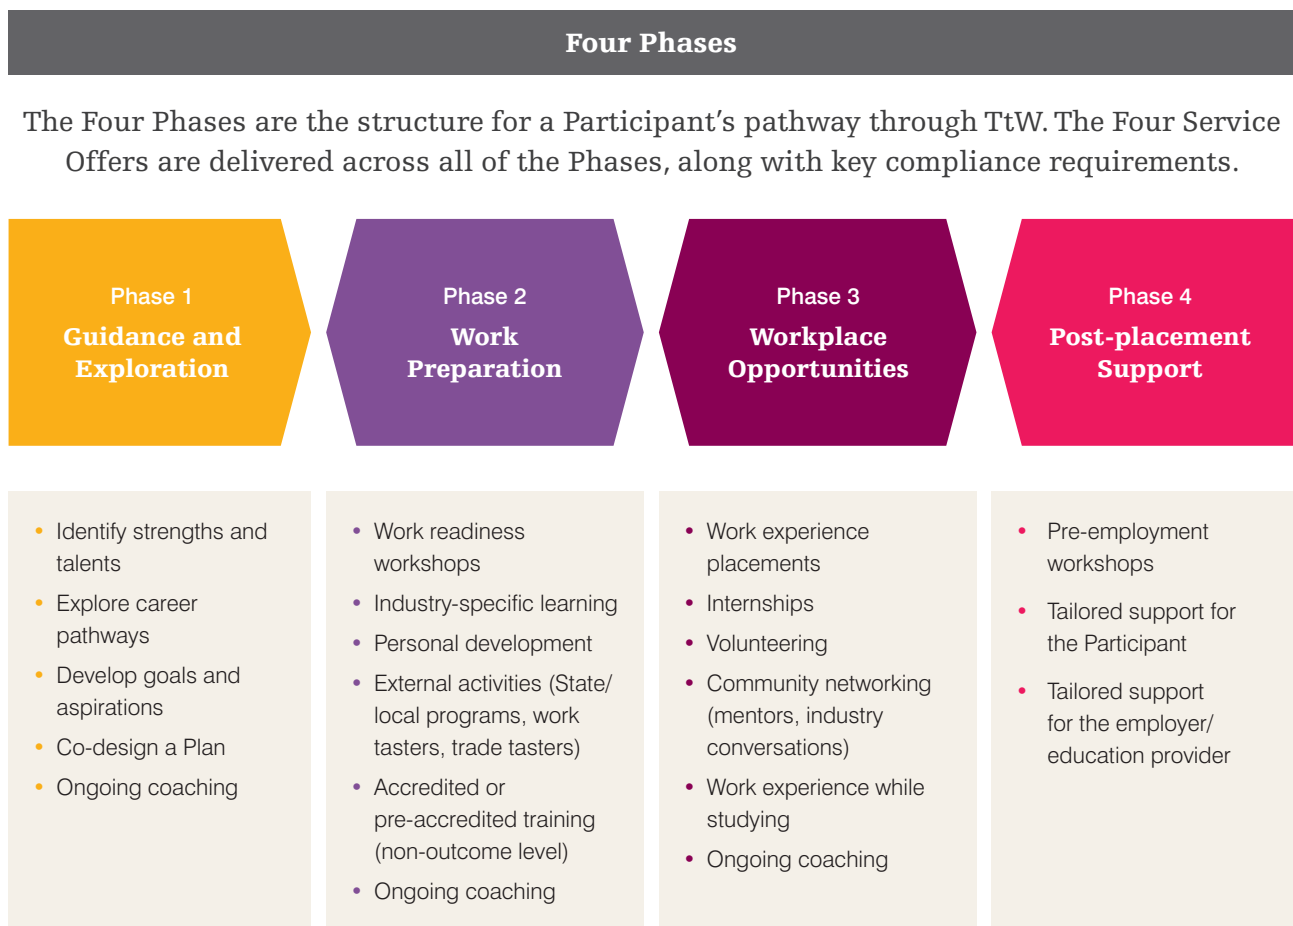 Four Phases
The Four Phases are the structure for a Participant's pathway through TtW. The Four Service
Offers are delivered across all of the Phases, along with key compliance requirements.
Phase 1
Guidance and
Exploration
Phase 2
Work
Preparation
Phase 3
Workplace
Opportunities
Phase 4
Post-placement
Support
• Identify strengths and
talents
• Explore career
pathways
• Develop goals and
aspirations
• Co-design a Plan
• Ongoing coaching
• Work readiness
workshops
• Industry-specific learning
• Personal development
• External activities (State/
local programs, work
tasters, trade tasters)
• Accredited or
pre-accredited training
(non-outcome level)
• Ongoing coaching
• Work experience
placements
• Internships
• Volunteering
• Community networking
(mentors, industry
conversations)
• Work experience while
studying
• Ongoing coaching
• Pre-employment
workshops
• Tailored support for
the Participant
• Tailored support
for the employer/
education provider